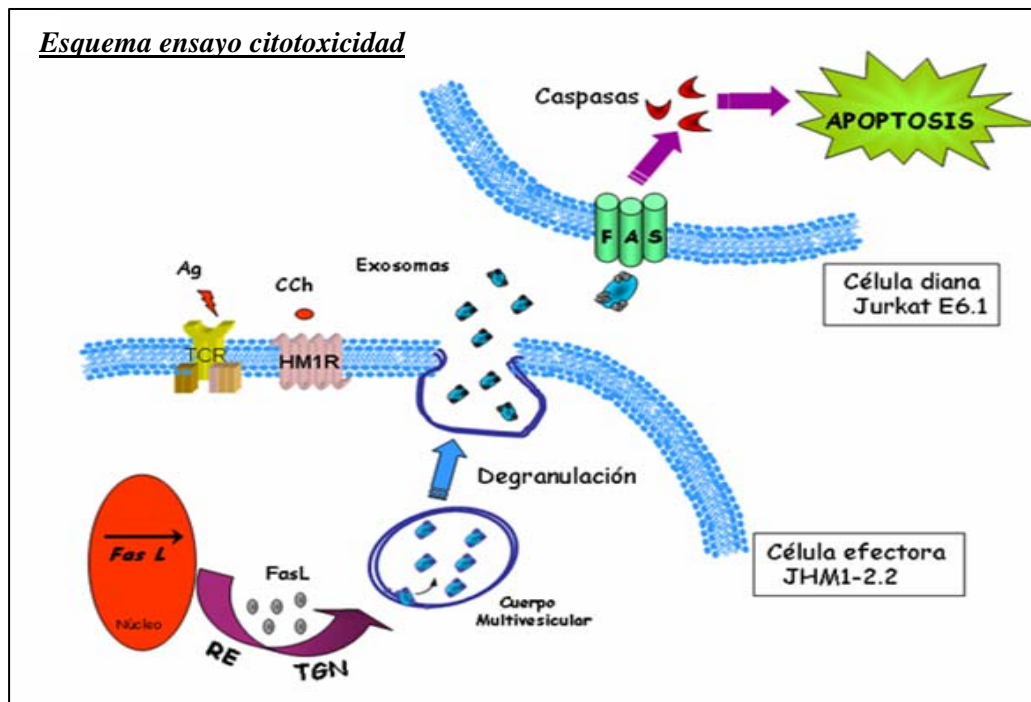 Esquema ensayo citotoxicidad
Caspasas
APOPTOSIS
F A S
Ag
CCh
Exosomas
Célula diana
Jurkat E6.1
TCR
HM1R
Degranulación
Fas L
FasL
Célula efectora
JHM1-2.2
Cuerpo
Multivesicular
Núcleo
RE
TGN